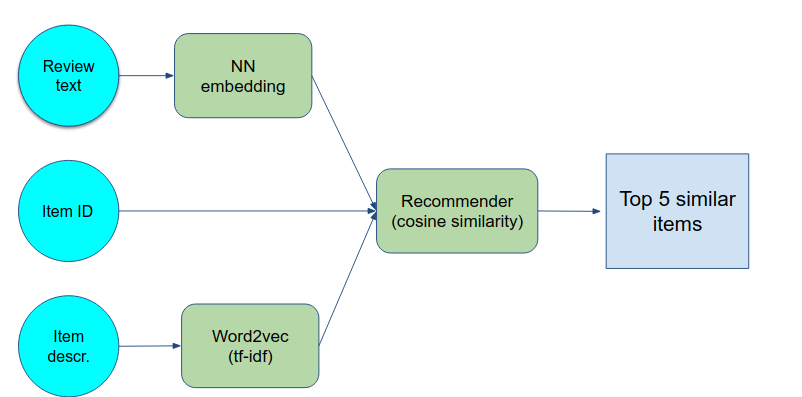 Review
text
NN
embedding
Item ID
Recommender
(cosine similarity)
Top 5 similar
items
Item
descr.
Word2vec
(tf-idf)